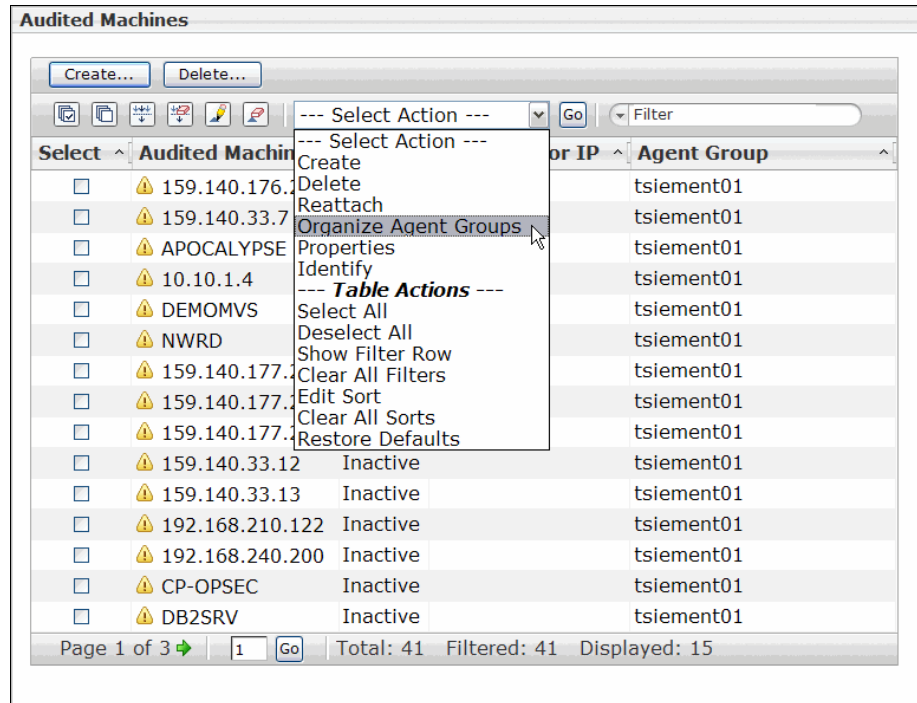 Audited Machines
Create... Delete...
--- Select Action --- Go Filter
Select Audited Machin or IP Agent Group
--- Select Action ---
Create
Delete
Reattach
Organize Agent Groups
Properties
Identify
--- Table Actions ---
Select All
Deselect All
Show Filter Row
Clear All Filters
Edit Sort
Clear All Sorts
Restore Defaults
159.140.176.2 tsiement01
159.140.33.7 tsiement01
APOCALYPSE tsiement01
10.10.1.4 tsiement01
DEMOMVS tsiement01
NWRD tsiement01
159.140.177.2 tsiement01
159.140.177.2 tsiement01
159.140.177.2 tsiement01
159.140.33.12 Inactive tsiement01
159.140.33.13 Inactive tsiement01
192.168.210.122 Inactive tsiement01
192.168.240.200 Inactive tsiement01
CP-OPSEC Inactive tsiement01
DB2SRV Inactive tsiement01
Page 1 of 3 1 Go Total: 41 Filtered: 41 Displayed: 15